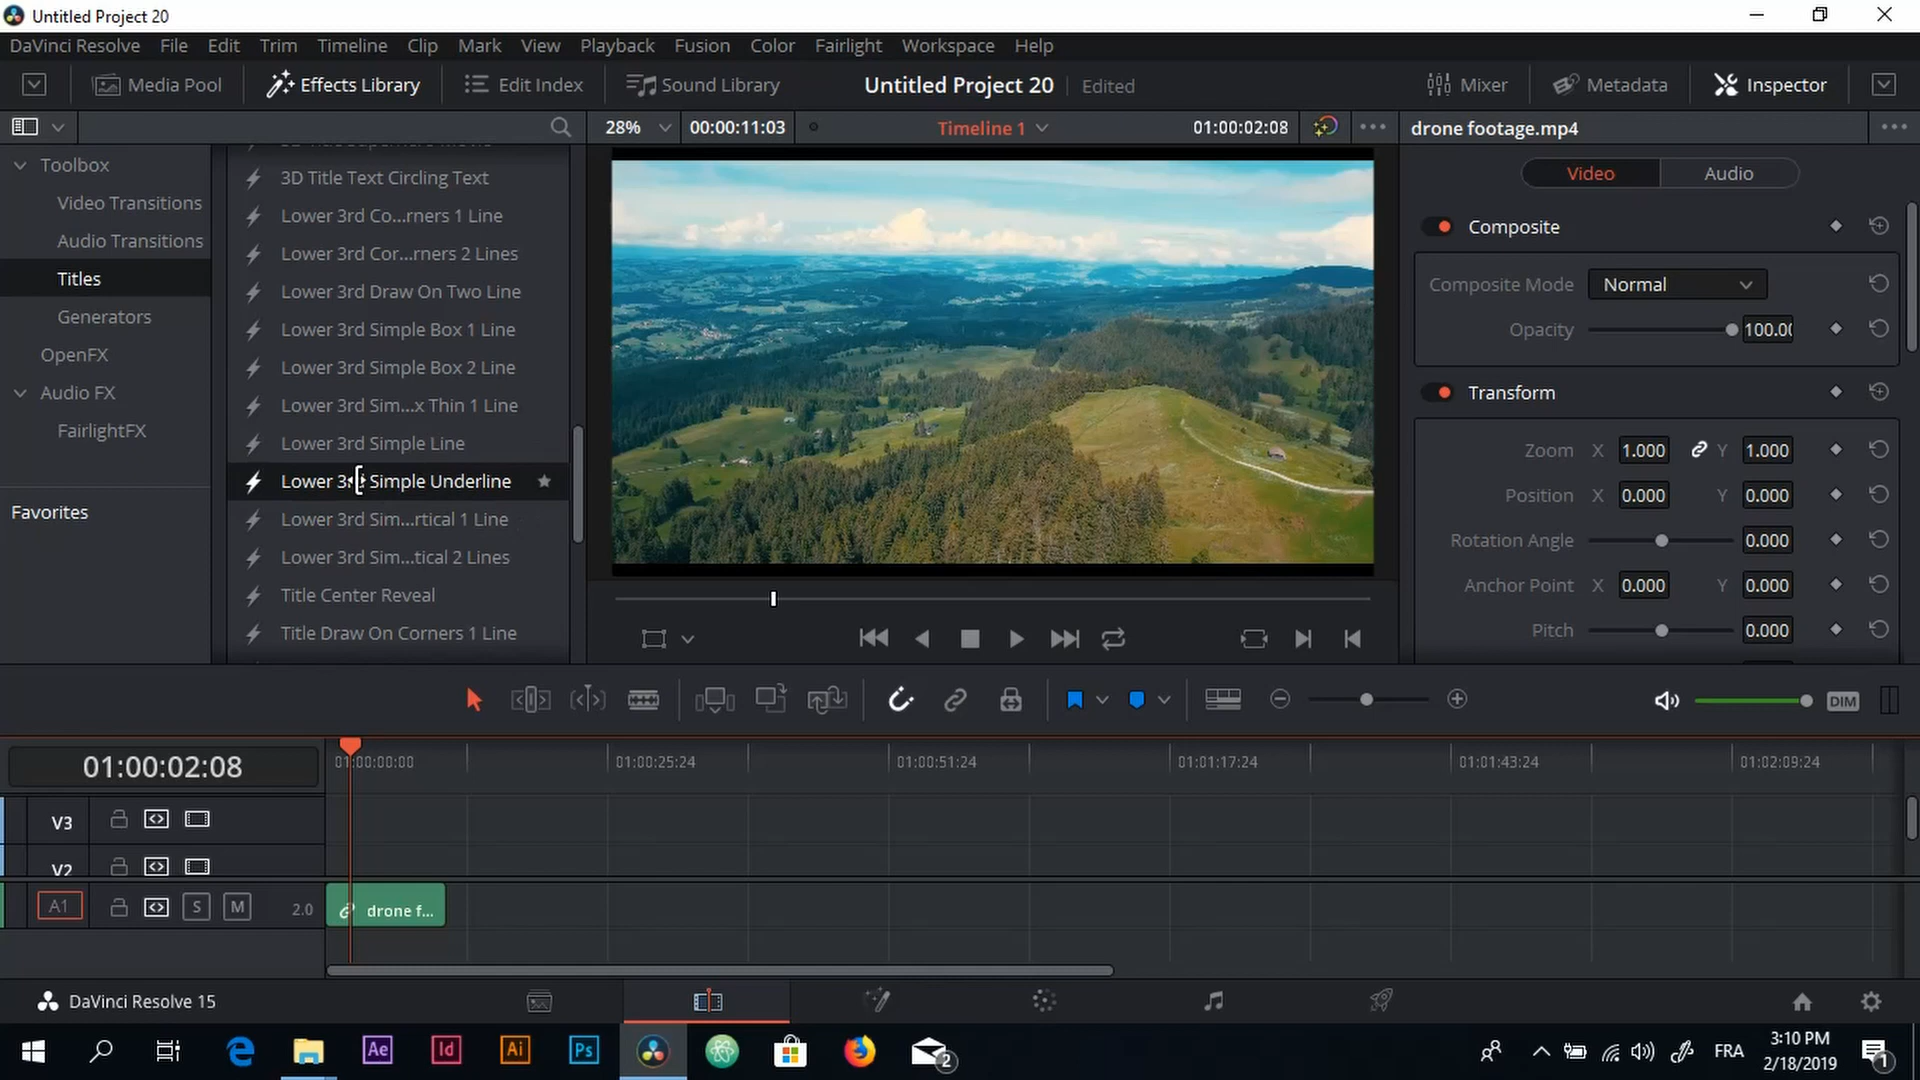 Untitled Project 20
DaVinci Resolve File Edit Trim Timeline Clip Mark View Playback Fusion Color Fairlight Workspace Help
Media Pool Effects Library Edit Index Sound Library Untitled Project 20 Edited Mixer Metadata Inspector
28% 00:00:11:03 Timeline 1 01:00:02:08 drone footage.mp4
Toolbox
Video Transitions
Audio Transitions
Titles
Generators
OpenFX
Audio FX
FairlightFX
Favorites
3D Title Text Circling Text
Lower 3rd Co...rners 1 Line
Lower 3rd Cor...rners 2 Lines
Lower 3rd Draw On Two Line
Lower 3rd Simple Box 1 Line
Lower 3rd Simple Box 2 Line
Lower 3rd Sim...x Thin 1 Line
Lower 3rd Simple Line
Lower 3rd Simple Underline
Lower 3rd Sim...rtical 1 Line
Lower 3rd Sim...tical 2 Lines
Title Center Reveal
Title Draw On Corners 1 Line
Video Audio
Composite
Composite Mode Normal
Opacity 100.00
Transform
Zoom X 1.000 Y 1.000
Position X 0.000 Y 0.000
Rotation Angle 0.000
Anchor Point X 0.000 Y 0.000
Pitch 0.000
DIM
01:00:02:08 01:00:00:00 01:00:25:24 01:00:51:24 01:01:17:24 01:01:43:24 01:02:09:24
V3
V2
A1 S M 2.0 drone f...
DaVinci Resolve 15
Ae Id Ai Ps 2 FRA 3:10 PM
2/18/2019 1